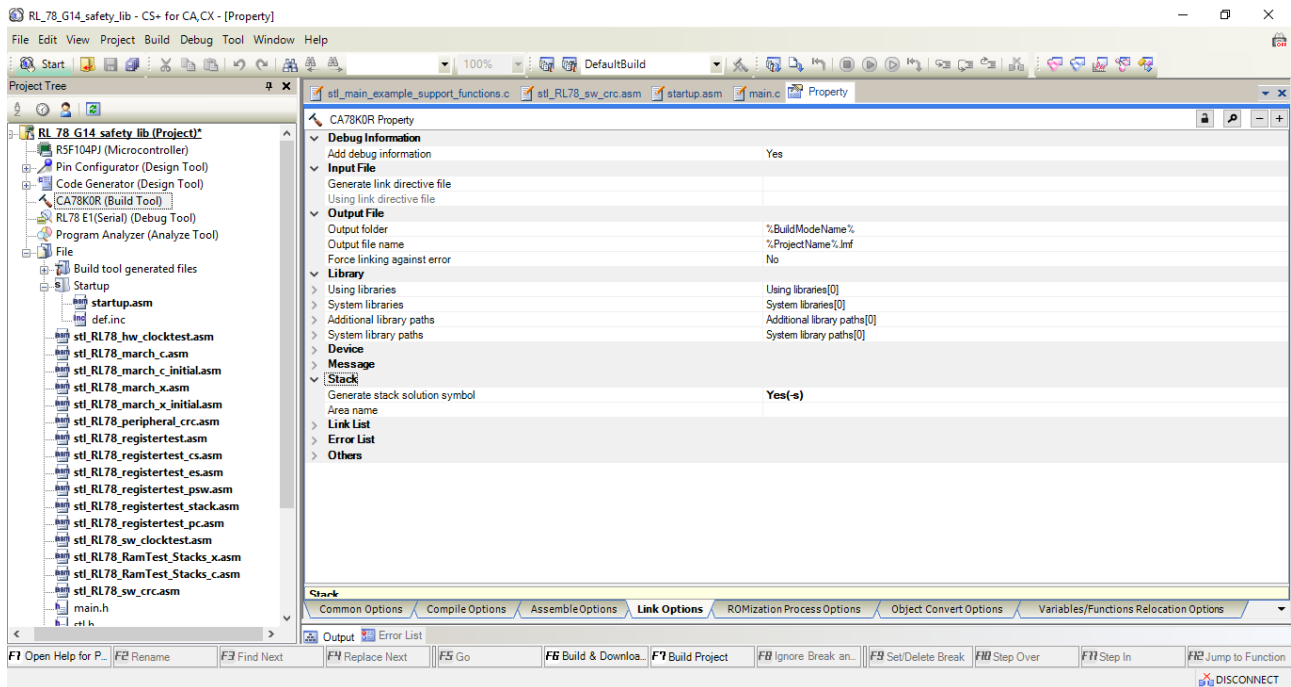 RL_78_G14_safety_lib - CS+ for CA,CX - [Property]
File Edit View Project Build Debug Tool Window Help
Start 100% DefaultBuild
Project Tree
RL_78_G14_safety_lib (Project)*
R5F104PJ (Microcontroller)
Pin Configurator (Design Tool)
Code Generator (Design Tool)
CA78K0R (Build Tool)
RL78 E1(Serial) (Debug Tool)
Program Analyzer (Analyze Tool)
File
Build tool generated files
Startup
startup.asm
def.inc
stl_RL78_hw_clocktest.asm
stl_RL78_march_c.asm
stl_RL78_march_c_initial.asm
stl_RL78_march_x.asm
stl_RL78_march_x_initial.asm
stl_RL78_peripheral_crc.asm
stl_RL78_registertest.asm
stl_RL78_registertest_cs.asm
stl_RL78_registertest_es.asm
stl_RL78_registertest_psw.asm
stl_RL78_registertest_stack.asm
stl_RL78_registertest_pc.asm
stl_RL78_sw_clocktest.asm
stl_RL78_RamTest_Stacks_x.asm
stl_RL78_RamTest_Stacks_c.asm
stl_RL78_sw_crc.asm
main.h
stl.h
stl_main_example_support_functions.c stl_RL78_sw_crc.asm startup.asm main.c Property
CA78K0R Property
Debug Information
Add debug information Yes
Input File
Generate link directive file
Using link directive file
Output File
Output folder %BuildModeName%
Output file name %ProjectName%.lmf
Force linking against error No
Library
Using libraries Using libraries[0]
System libraries System libraries[0]
Additional library paths Additional library paths[0]
System library paths System library paths[0]
Device
Message
Stack
Generate stack solution symbol Yes(-s)
Area name
Link List
Error List
Others
Stack
Common Options Compile Options Assemble Options Link Options ROMization Process Options Object Convert Options Variables/Functions Relocation Options
Output Error List
F1 Open Help for P... F2 Rename F3 Find Next F4 Replace Next F5 Go F6 Build & Downloa... F7 Build Project F8 Ignore Break an... F9 Set/Delete Break F10 Step Over F11 Step In F12 Jump to Function
DISCONNECT